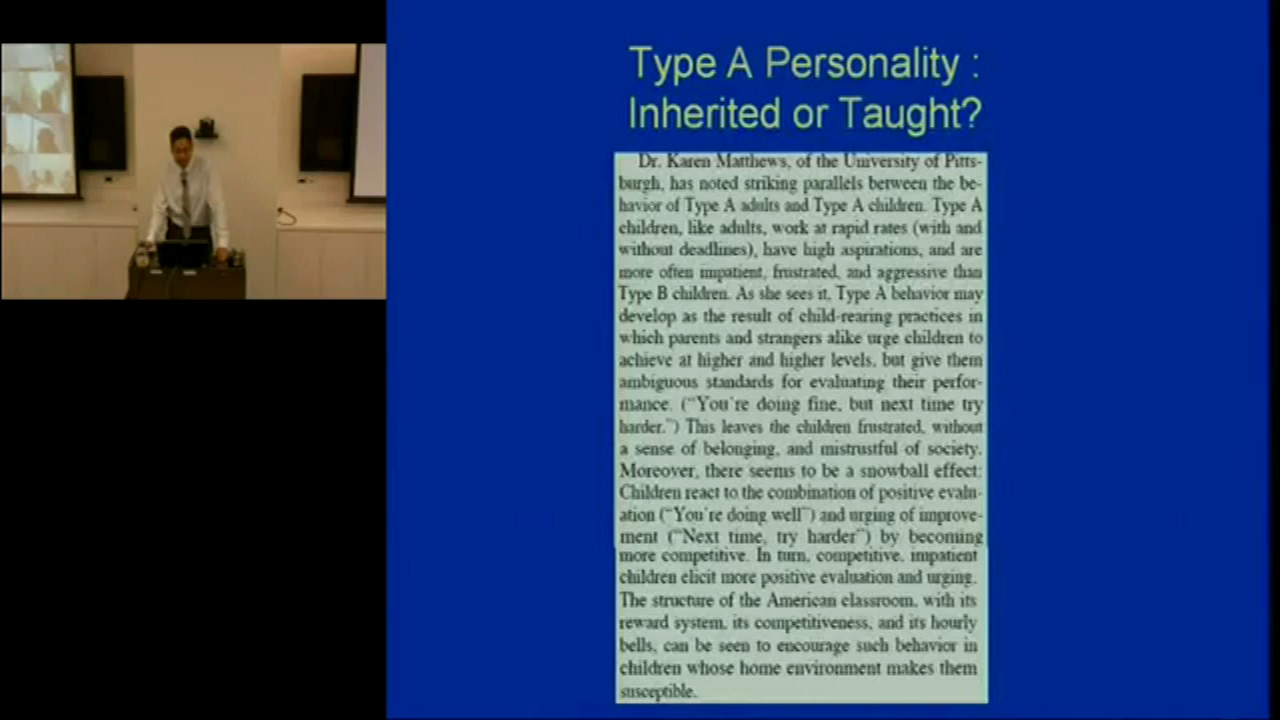 Type A Personality :
Inherited or Taught?
Dr. Karen Matthews, of the University of Pitts-
burgh, has noted striking parallels between the be-
havior of Type A adults and Type A children. Type A
children, like adults, work at rapid rates (with and
without deadlines), have high aspirations, and are
more often impatient, frustrated, and aggressive than
Type B children. As she sees it, Type A behavior may
develop as the result of child-rearing practices in
which parents and strangers alike urge children to
achieve at higher and higher levels, but give them
ambiguous standards for evaluating their perfor-
mance. ("You're doing fine, but next time try
harder.") This leaves the children frustrated, without
a sense of belonging, and mistrustful of society.
Moreover, there seems to be a snowball effect:
Children react to the combination of positive evalu-
ation ("You're doing well") and urging of improve-
ment ("Next time, try harder") by becoming
more competitive. In turn, competitive, impatient
children elicit more positive evaluation and urging.
The structure of the American classroom, with its
reward system, its competitiveness, and its hourly
bells, can be seen to encourage such behavior in
children whose home environment makes them
susceptible.